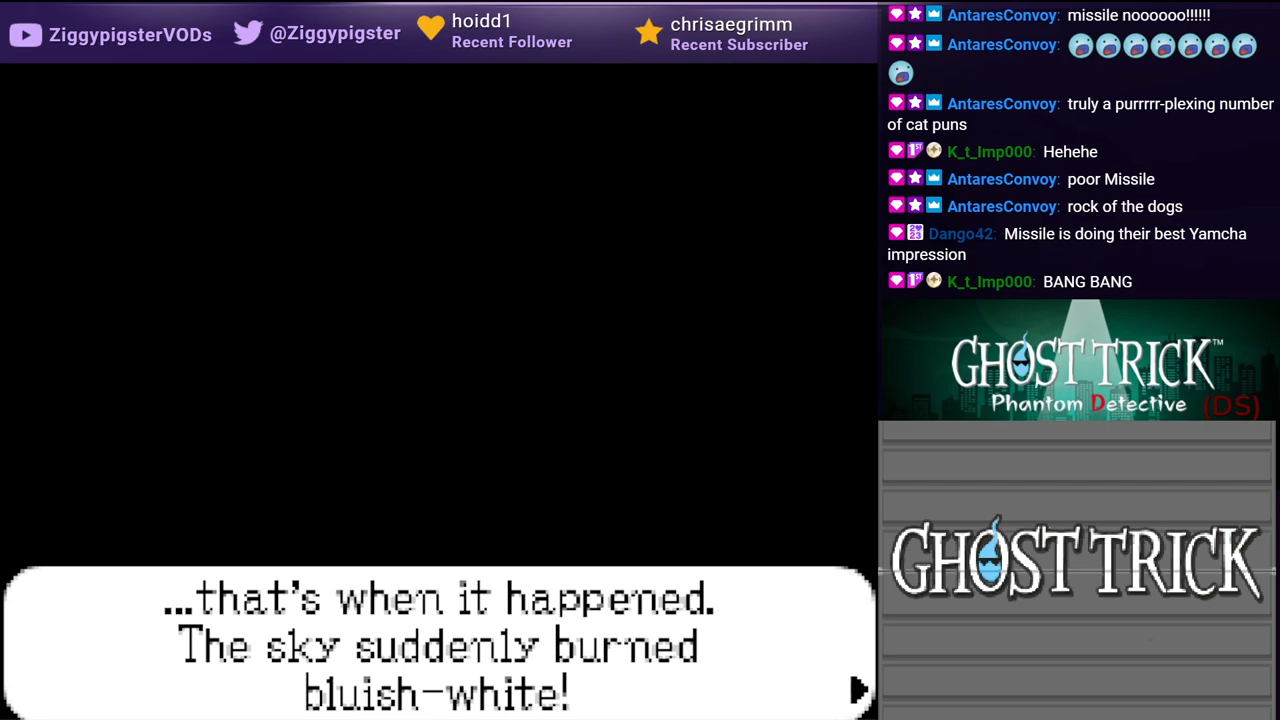 ZiggypigsterVODs
@Ziggypigster
hoidd1
Recent Follower
chrisaegrimm
Recent Subscriber
AntaresConvoy: missile noooooo!!!!!!
AntaresConvoy:
AntaresConvoy: truly a purrrrr-plexing number
of cat puns
K_t_Imp000: Hehehe
AntaresConvoy: poor Missile
AntaresConvoy: rock of the dogs
Dango42: Missile is doing their best Yamcha
impression
K_t_Imp000: BANG BANG
GHOST TRICK™
Phantom Detective (DS)
GHOST TRICK
...that's when it happened.
The sky suddenly burned
bluish-white!